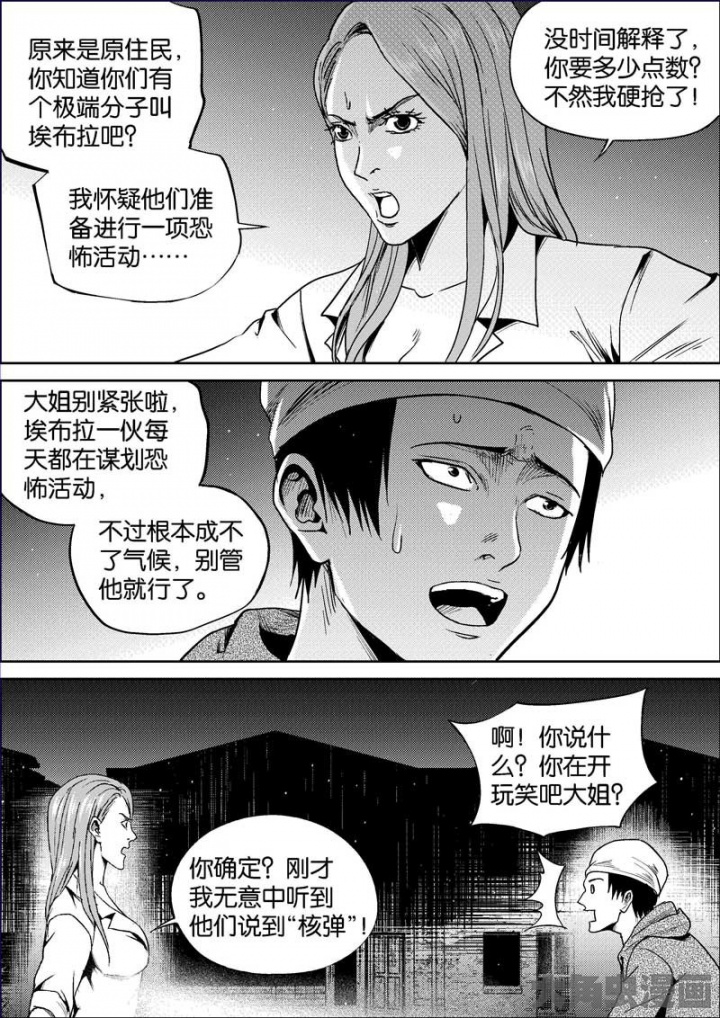 原来是原住民，
你知道你们有
个极端分子叫
埃布拉吧？
我怀疑他们准
备进行一项恐
怖活动……
没时间解释了，
你要多少点数？
不然我硬抢了！
大姐别紧张啦，
埃布拉一伙每
天都在谋划恐
怖活动，
不过根本成不
了气候，别管
他就行了。
你确定？刚才
我无意中听到
他们说到“核弹”！
啊！你说什
么？你在开
玩笑吧大姐？
大角虫漫画